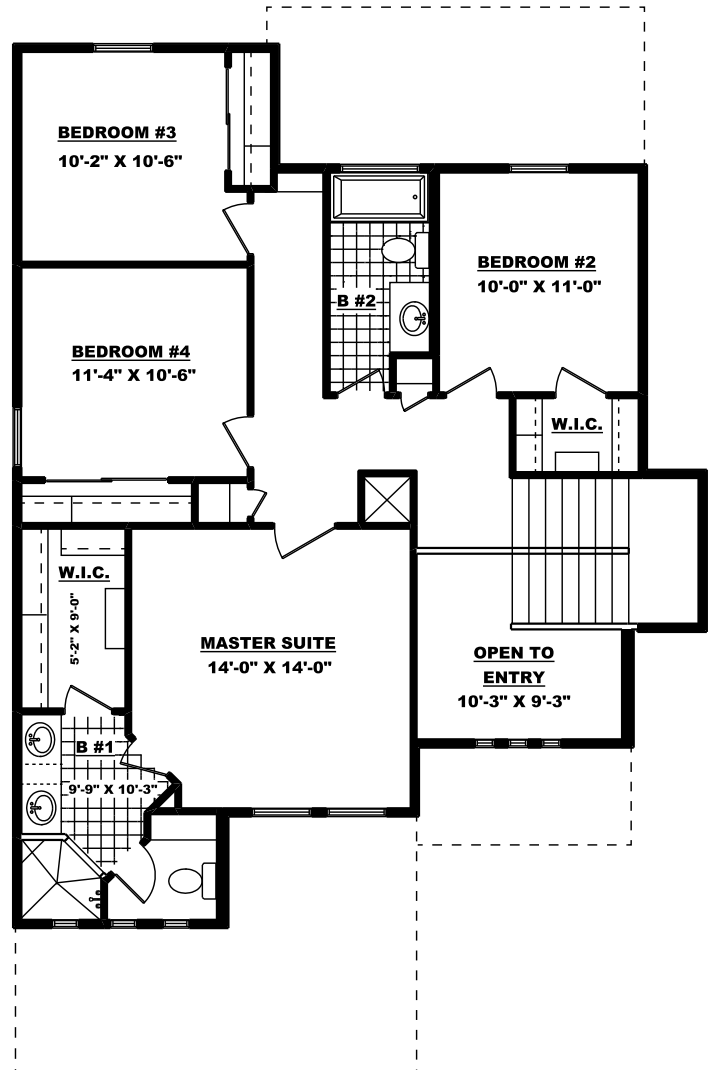 BEDROOM #3
10'-2" X 10'-6"
BEDROOM #2
10'-0" X 11'-0"
B #2
BEDROOM #4
11'-4" X 10'-6"
W.I.C.
W.I.C.
5'-2" X 9'-0"
MASTER SUITE
14'-0" X 14'-0"
OPEN TO
ENTRY
10'-3" X 9'-3"
B #1
9'-9" X 10'-3"